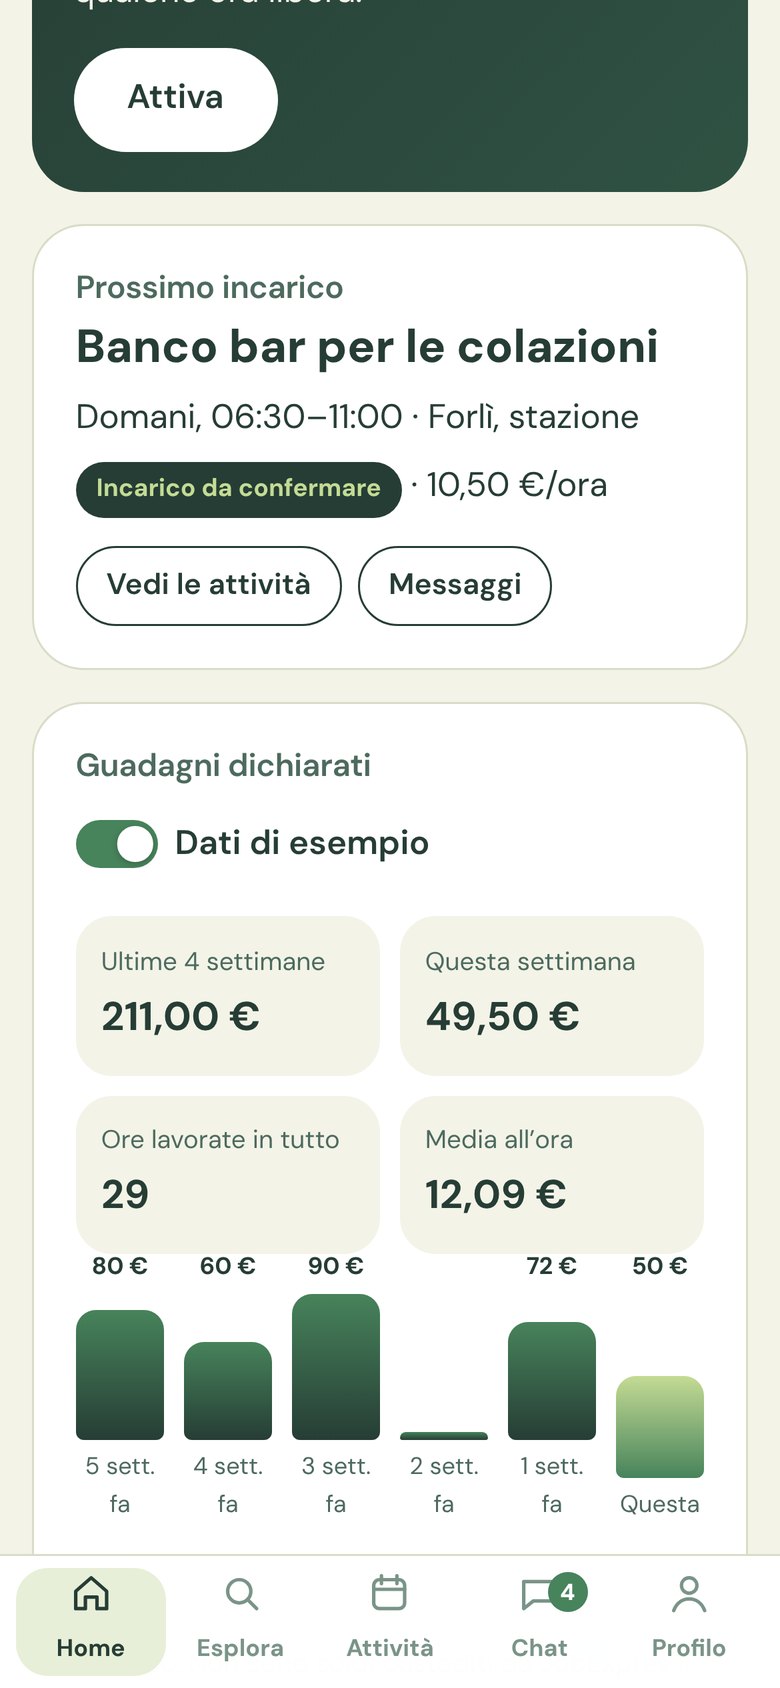 qualche ora libera.
Attiva
Prossimo incarico
Banco bar per le colazioni
Domani, 06:30–11:00 · Forlì, stazione
Incarico da confermare · 10,50 €/ora
Vedi le attività
Messaggi
Guadagni dichiarati
Dati di esempio
Ultime 4 settimane
211,00 €
Questa settimana
49,50 €
Ore lavorate in tutto
29
Media all’ora
12,09 €
80 €
60 €
90 €
72 €
50 €
5 sett.
fa
4 sett.
fa
3 sett.
fa
2 sett.
fa
1 sett.
fa
Questa
Home
Esplora
Attività
4
Chat
Profilo